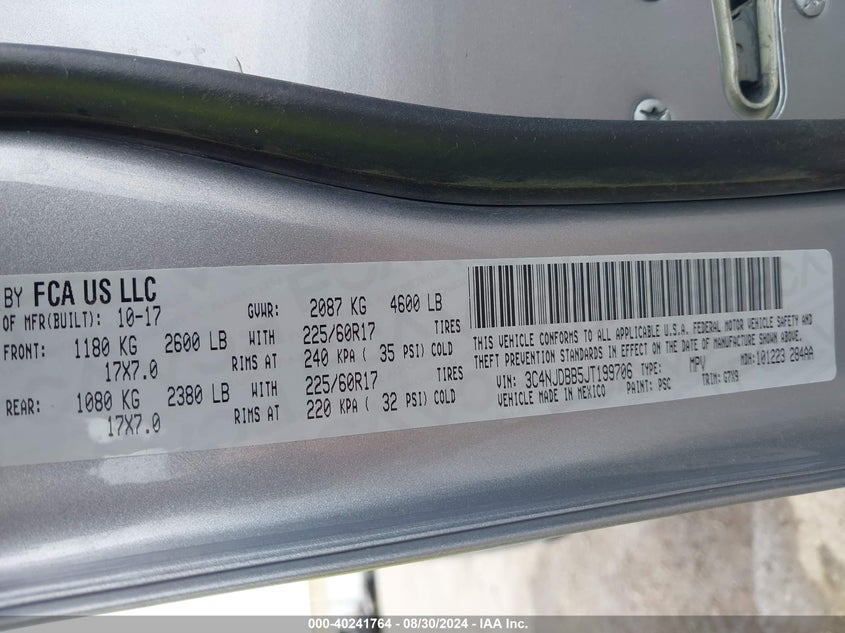 BY FCA US LLC
OF MFR(BUILT): 10-17 GVWR: 2087 KG 4600 LB
FRONT: 1180 KG 2600 LB WITH 225/60R17 TIRES
17X7.0 RIMS AT 240 KPA ( 35 PSI) COLD
REAR: 1080 KG 2380 LB WITH 225/60R17 TIRES
17X7.0 RIMS AT 220 KPA ( 32 PSI) COLD
THIS VEHICLE CONFORMS TO ALL APPLICABLE U.S.A. FEDERAL MOTOR VEHICLE SAFETY AND
THEFT PREVENTION STANDARDS IN EFFECT ON THE DATE OF MANUFACTURE SHOWN ABOVE.
VIN: 3C4NJDBB5JT199706 TYPE: MPV MDH: 101223 284AA
VEHICLE MADE IN MEXICO PAINT: PSC TRIM: G7X9
000-40241764 - 08/30/2024 - IAA Inc.